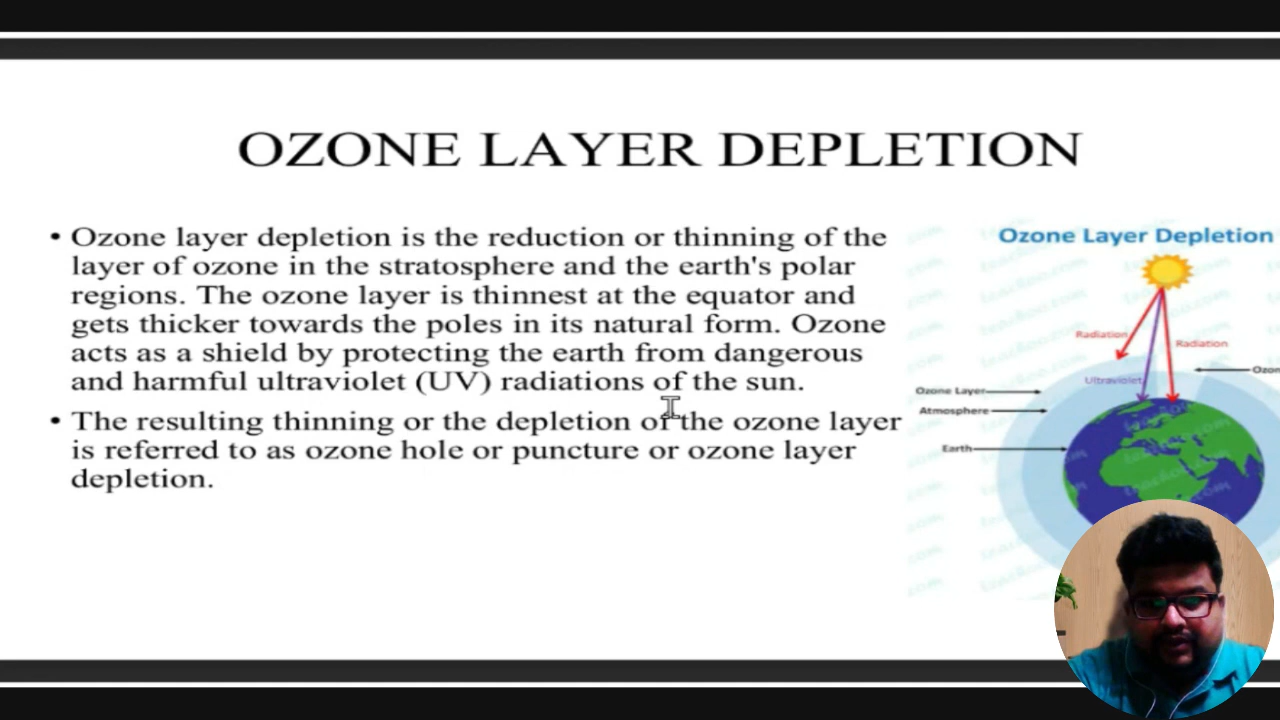 OZONE LAYER DEPLETION
• Ozone layer depletion is the reduction or thinning of the
layer of ozone in the stratosphere and the earth's polar
regions. The ozone layer is thinnest at the equator and
gets thicker towards the poles in its natural form. Ozone
acts as a shield by protecting the earth from dangerous
and harmful ultraviolet (UV) radiations of the sun.
• The resulting thinning or the depletion of the ozone layer
is referred to as ozone hole or puncture or ozone layer
depletion.
Ozone Layer Depletion
Radiation
Radiation
Ozon
Ultraviolet
Ozone Layer
Atmosphere
Earth